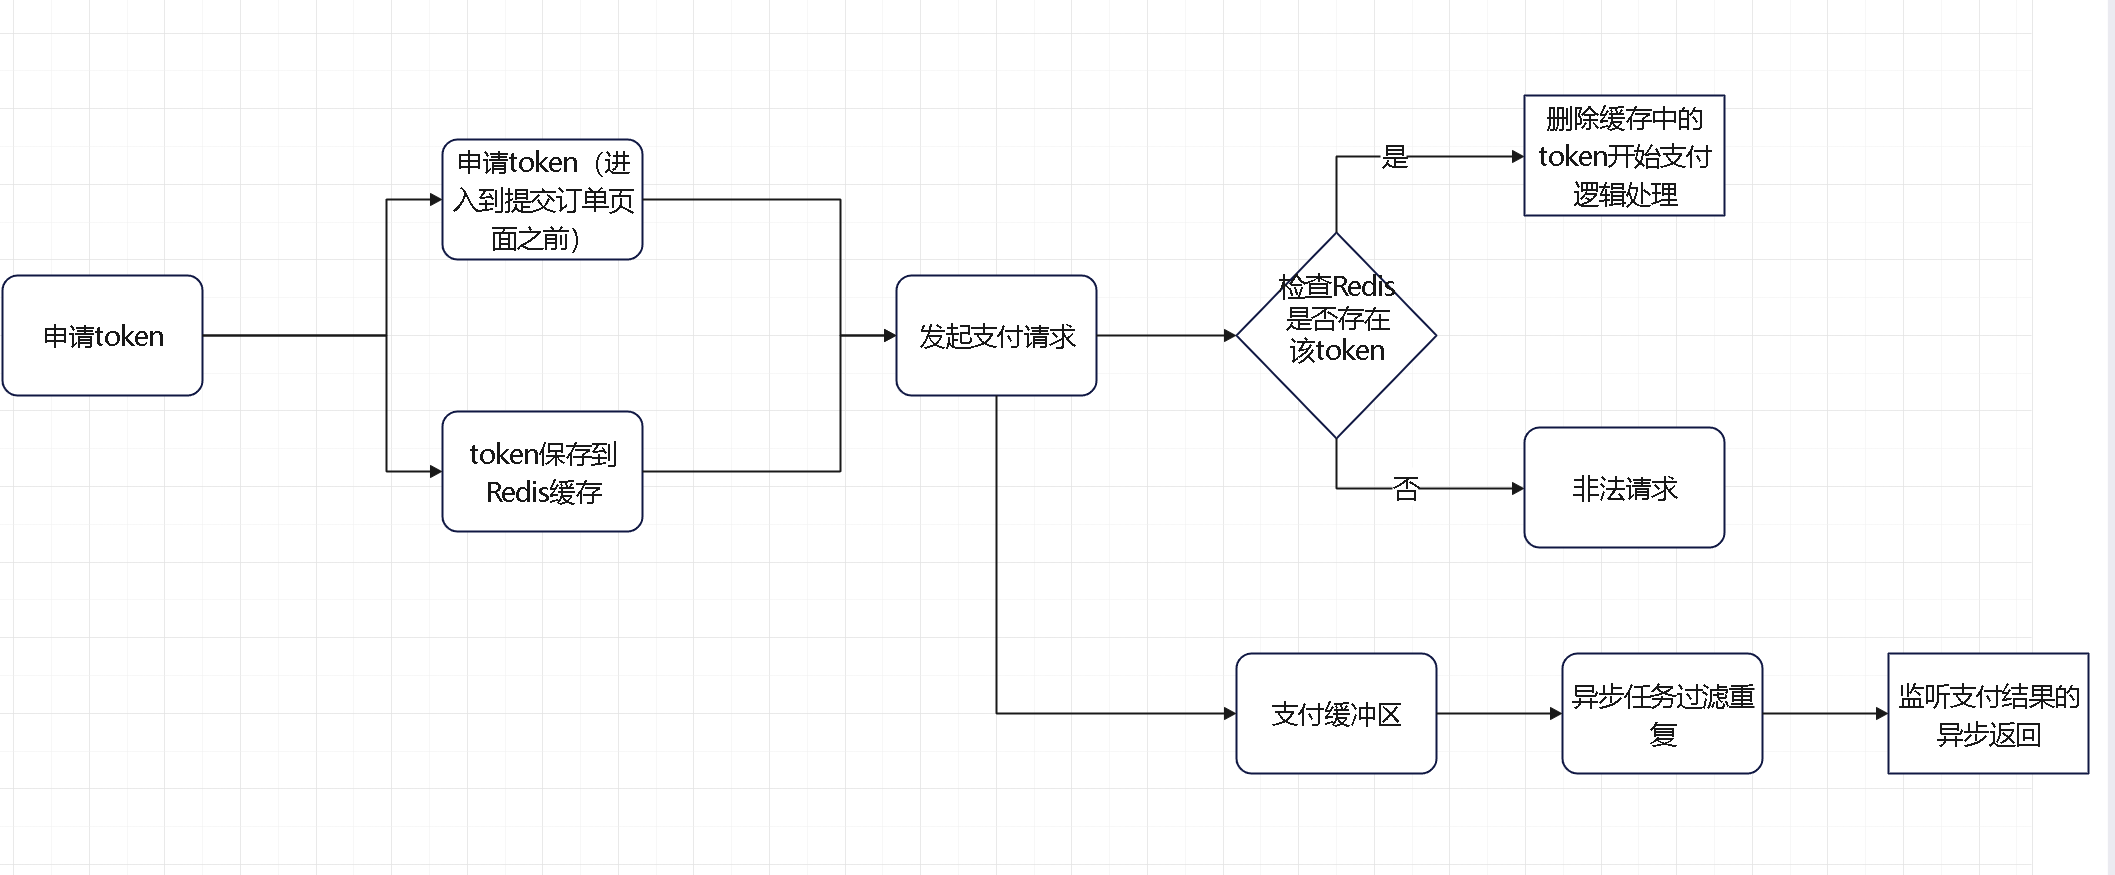 申请token
申请token（进
入到提交订单页
面之前）
token保存到
Redis缓存
发起支付请求
检查Redis
是否存在
该token
是
删除缓存中的
token开始支付
逻辑处理
否
非法请求
支付缓冲区
异步任务过滤重
复
监听支付结果的
异步返回